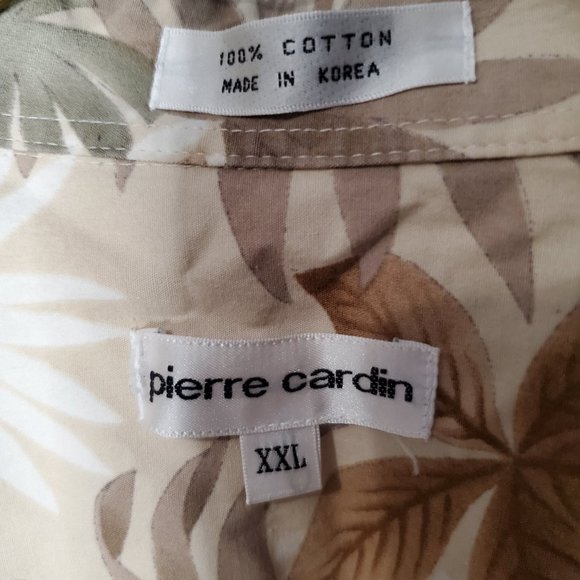 100% COTTON
MADE IN KOREA
pierre cardin
XXL